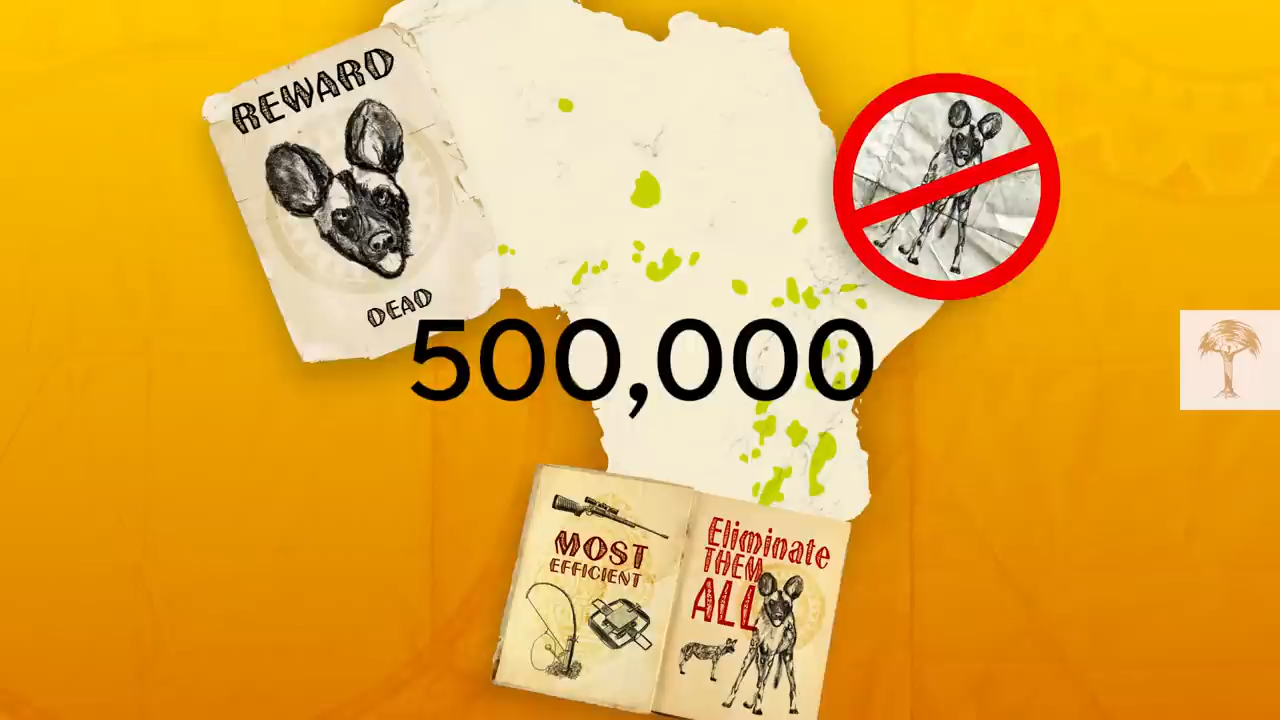 REWARD
DEAD
500,000
MOST
EFFICIENT
Eliminate
THEM
ALL